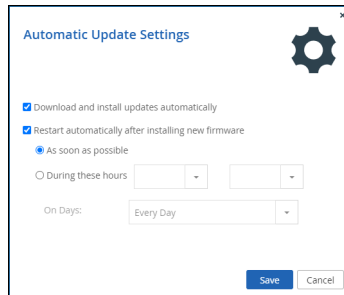 Automatic Update Settings
Download and install updates automatically
Restart automatically after installing new firmware
As soon as possible
During these hours
On Days: Every Day
Save Cancel